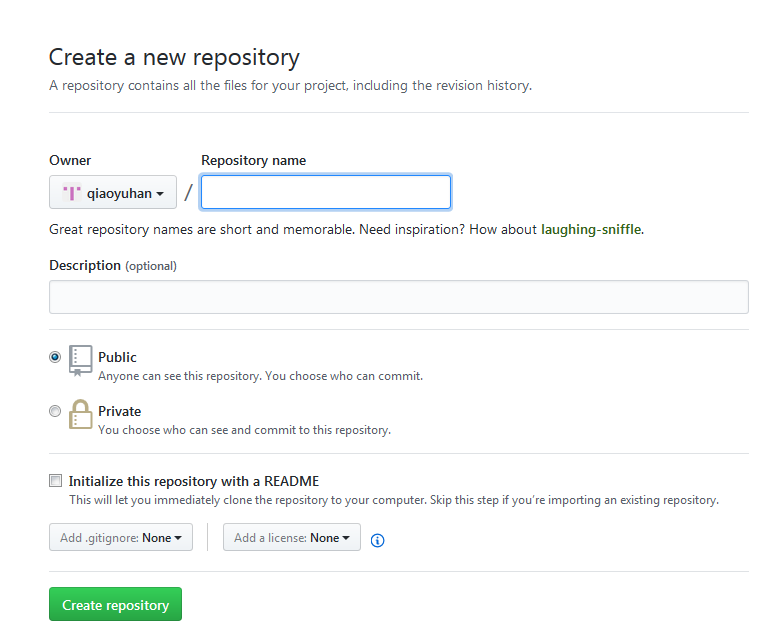 Create a new repository
A repository contains all the files for your project, including the revision history.
Owner Repository name
qiaoyuhan /
Great repository names are short and memorable. Need inspiration? How about laughing-sniffle.
Description (optional)
Public
Anyone can see this repository. You choose who can commit.
Private
You choose who can see and commit to this repository.
Initialize this repository with a README
This will let you immediately clone the repository to your computer. Skip this step if you’re importing an existing repository.
Add .gitignore: None Add a license: None
Create repository